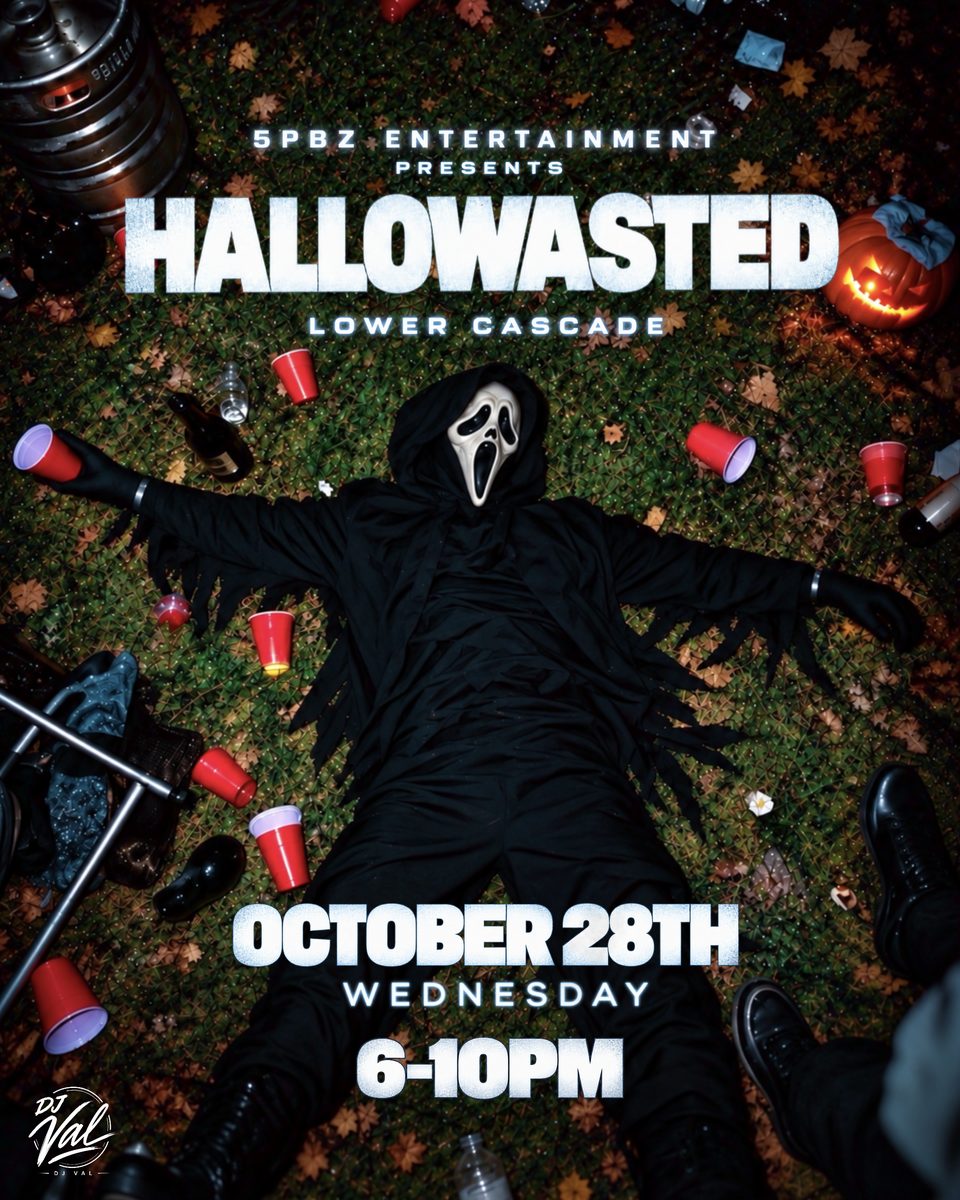 5PBZ ENTERTAINMENT
PRESENTS
HALLOWASTED
LOWER CASCADE
OCTOBER 28TH
WEDNESDAY
6-10PM
DJ
Val
DJ VAL